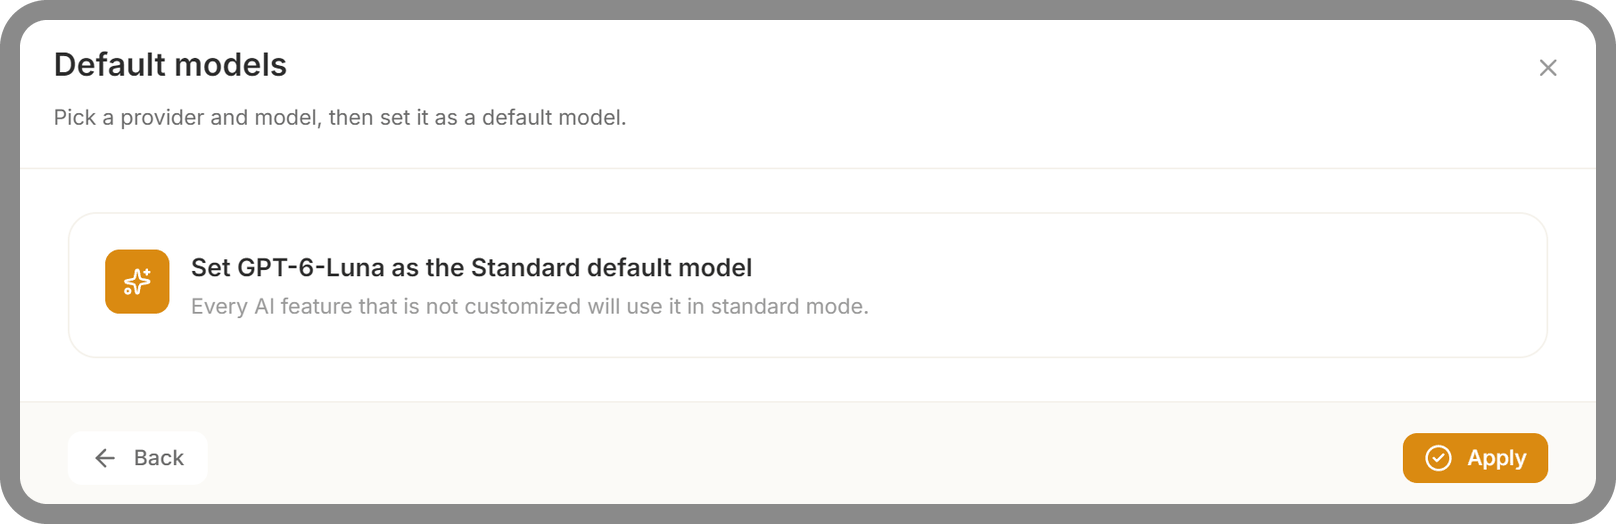 Default models
Pick a provider and model, then set it as a default model.
Set GPT-6-Luna as the Standard default model
Every AI feature that is not customized will use it in standard mode.
Back
Apply